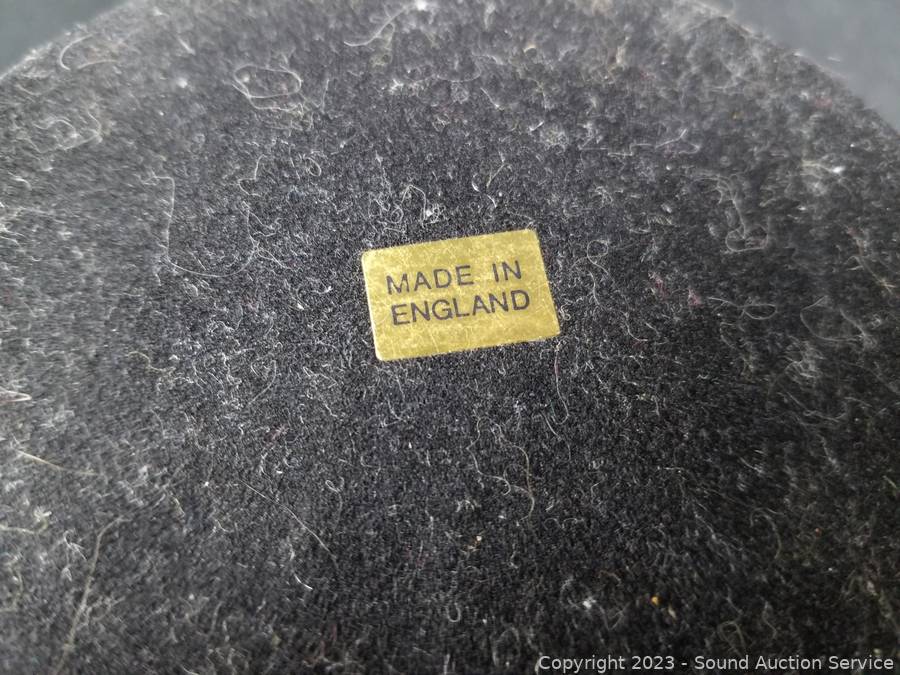 MADE IN
ENGLAND
Copyright 2023 - Sound Auction Service